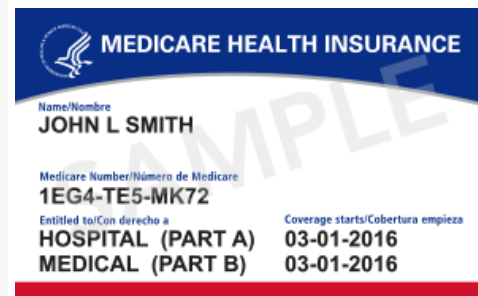 MEDICARE HEALTH INSURANCE
Name/Nombre
JOHN L SMITH
Medicare Number/Número de Medicare
1EG4-TE5-MK72
Entitled to/Con derecho a Coverage starts/Cobertura empieza
HOSPITAL (PART A) 03-01-2016
MEDICAL (PART B) 03-01-2016
SAMPLE